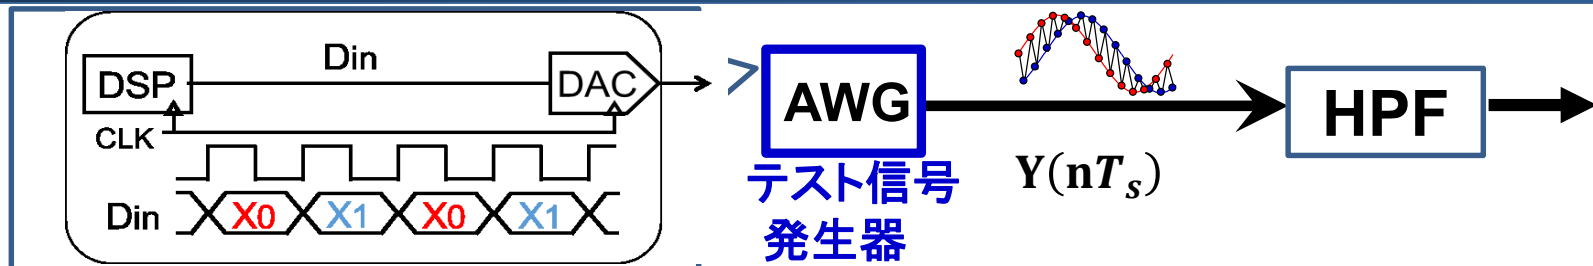 Din
DSP
DAC
CLK
Din X0 X1 X0 X1
AWG
テスト信号
発生器
Y(nTs)
HPF